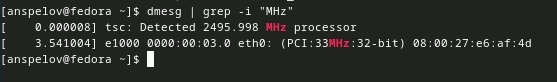 [anspelov@fedora ~]$ dmesg | grep -i "MHz"
[    0.000008] tsc: Detected 2495.998 MHz processor
[    3.541004] e1000 0000:00:03.0 eth0: (PCI:33MHz:32-bit) 08:00:27:e6:af:4d
[anspelov@fedora ~]$